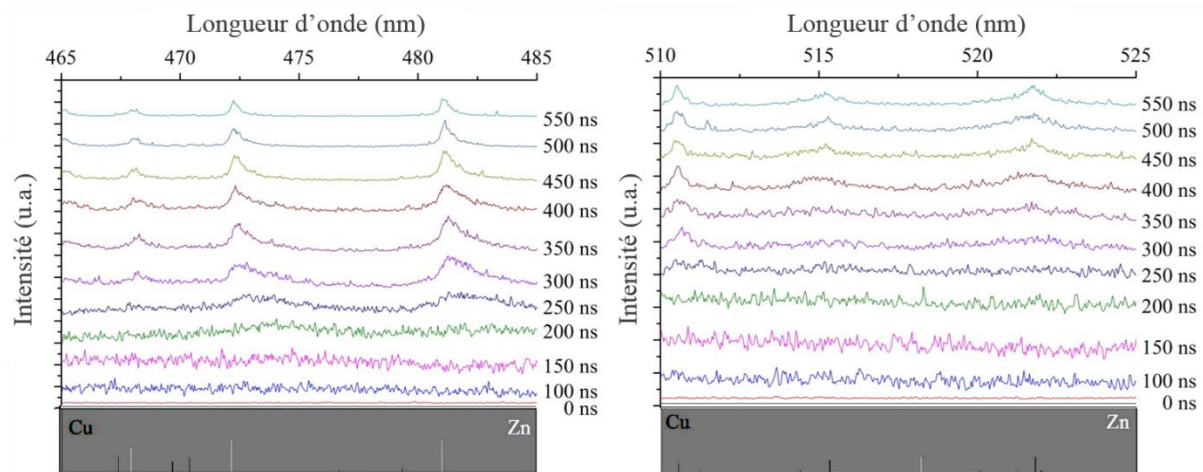 Longueur d’onde (nm)
465 470 475 480 485
Intensité (u.a.)
550 ns
500 ns
450 ns
400 ns
350 ns
300 ns
250 ns
200 ns
150 ns
100 ns
0 ns
Cu Zn
Longueur d’onde (nm)
510 515 520 525
Intensité (u.a.)
550 ns
500 ns
450 ns
400 ns
350 ns
300 ns
250 ns
200 ns
150 ns
100 ns
0 ns
Cu Zn